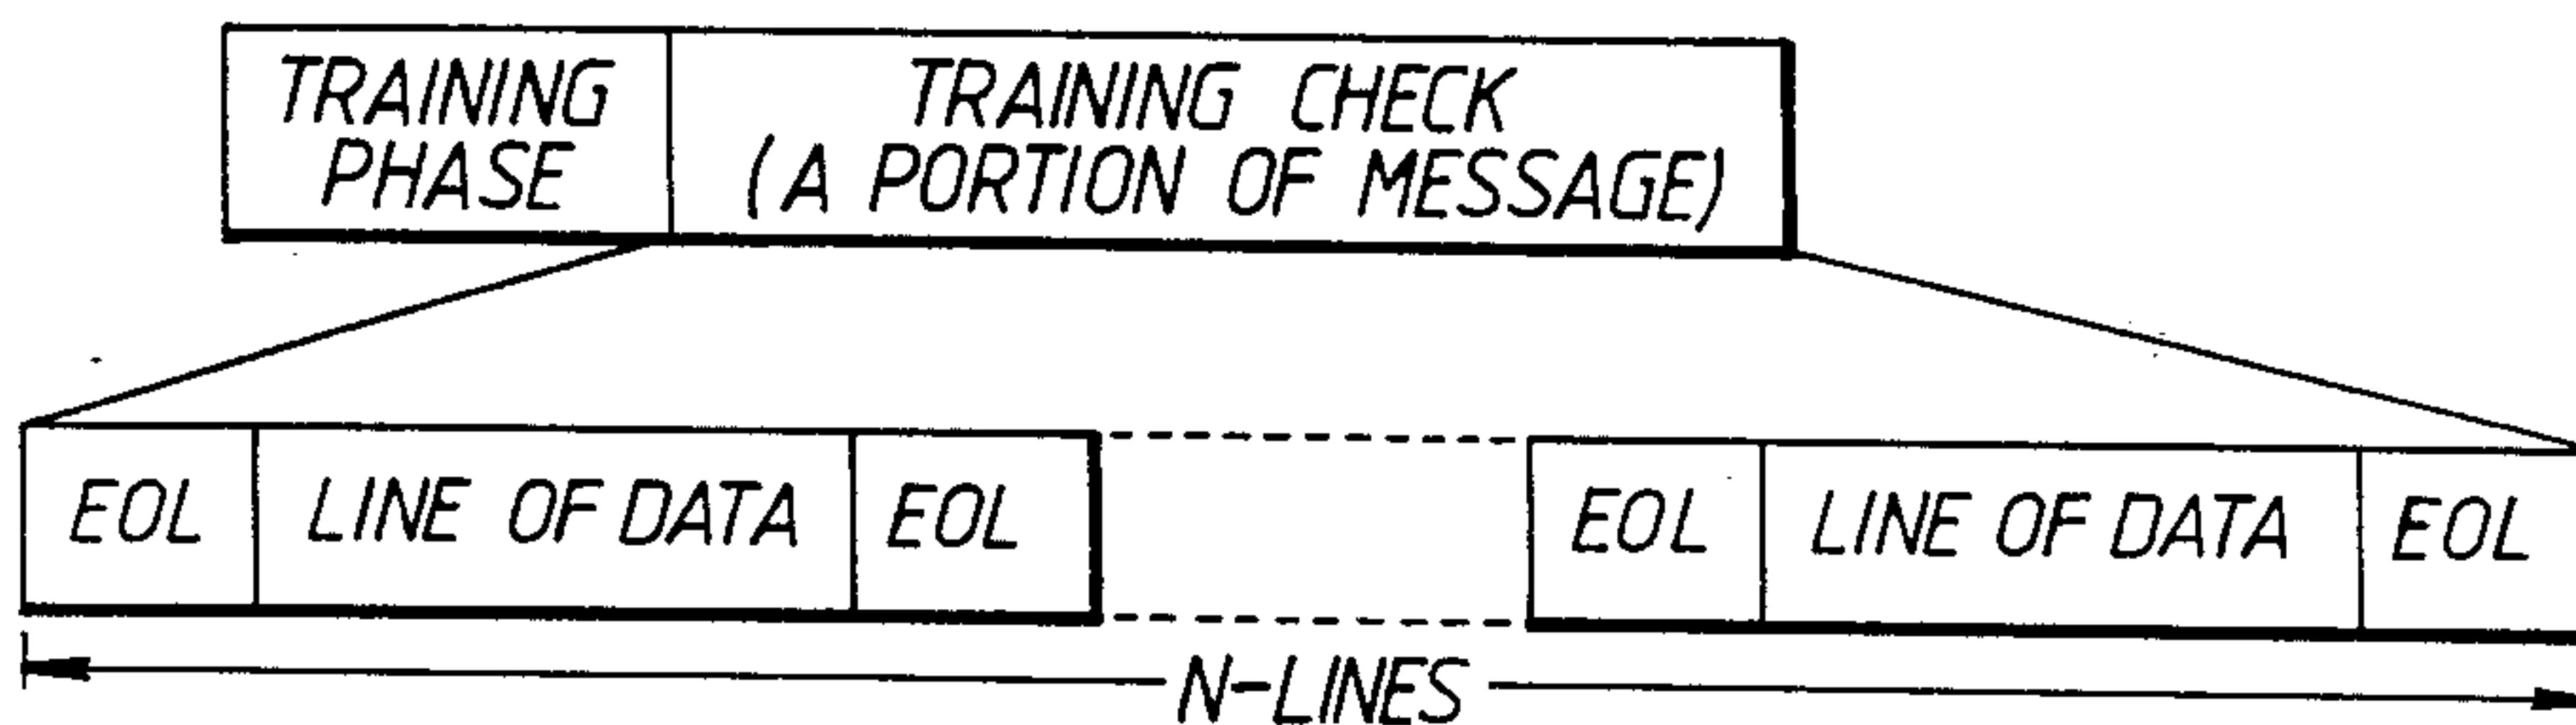 TRAINING
PHASE
TRAINING CHECK
(A PORTION OF MESSAGE)
EOL
LINE OF DATA
EOL
EOL
LINE OF DATA
EOL
N-LINES